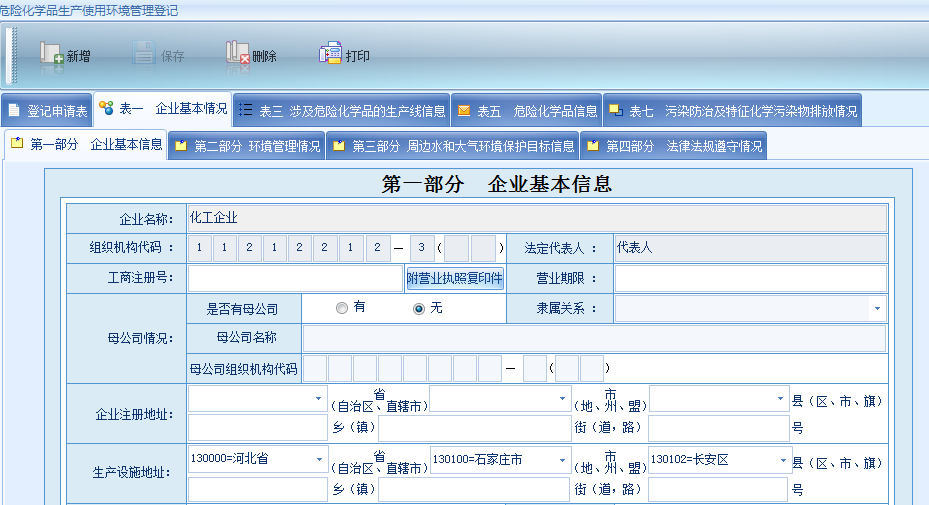 危险化学品生产使用环境管理登记
新增 保存 删除 打印
登记申请表 表一 企业基本情况 表三 涉及危险化学品的生产线信息 表五 危险化学品信息 表七 污染防治及特征化学污染物排放情况
第一部分 企业基本信息 第二部分 环境管理情况 第三部分 周边水和大气环境保护目标信息 第四部分 法律法规遵守情况
第一部分 企业基本信息
企业名称： 化工企业
组织机构代码： 1 1 2 1 2 2 1 2 — 3 ( ) 法定代表人： 代表人
工商注册号： 附营业执照复印件 营业期限：
母公司情况： 是否有母公司 有 无 隶属关系：
母公司名称
母公司组织机构代码 — ( )
企业注册地址： 省（自治区、直辖市） 市（地、州、盟） 县（区、市、旗）
乡（镇） 街（道，路） 号
生产设施地址： 130000=河北省 省（自治区、直辖市） 130100=石家庄市 市（地、州、盟） 130102=长安区 县（区、市、旗）
乡（镇） 街（道，路） 号